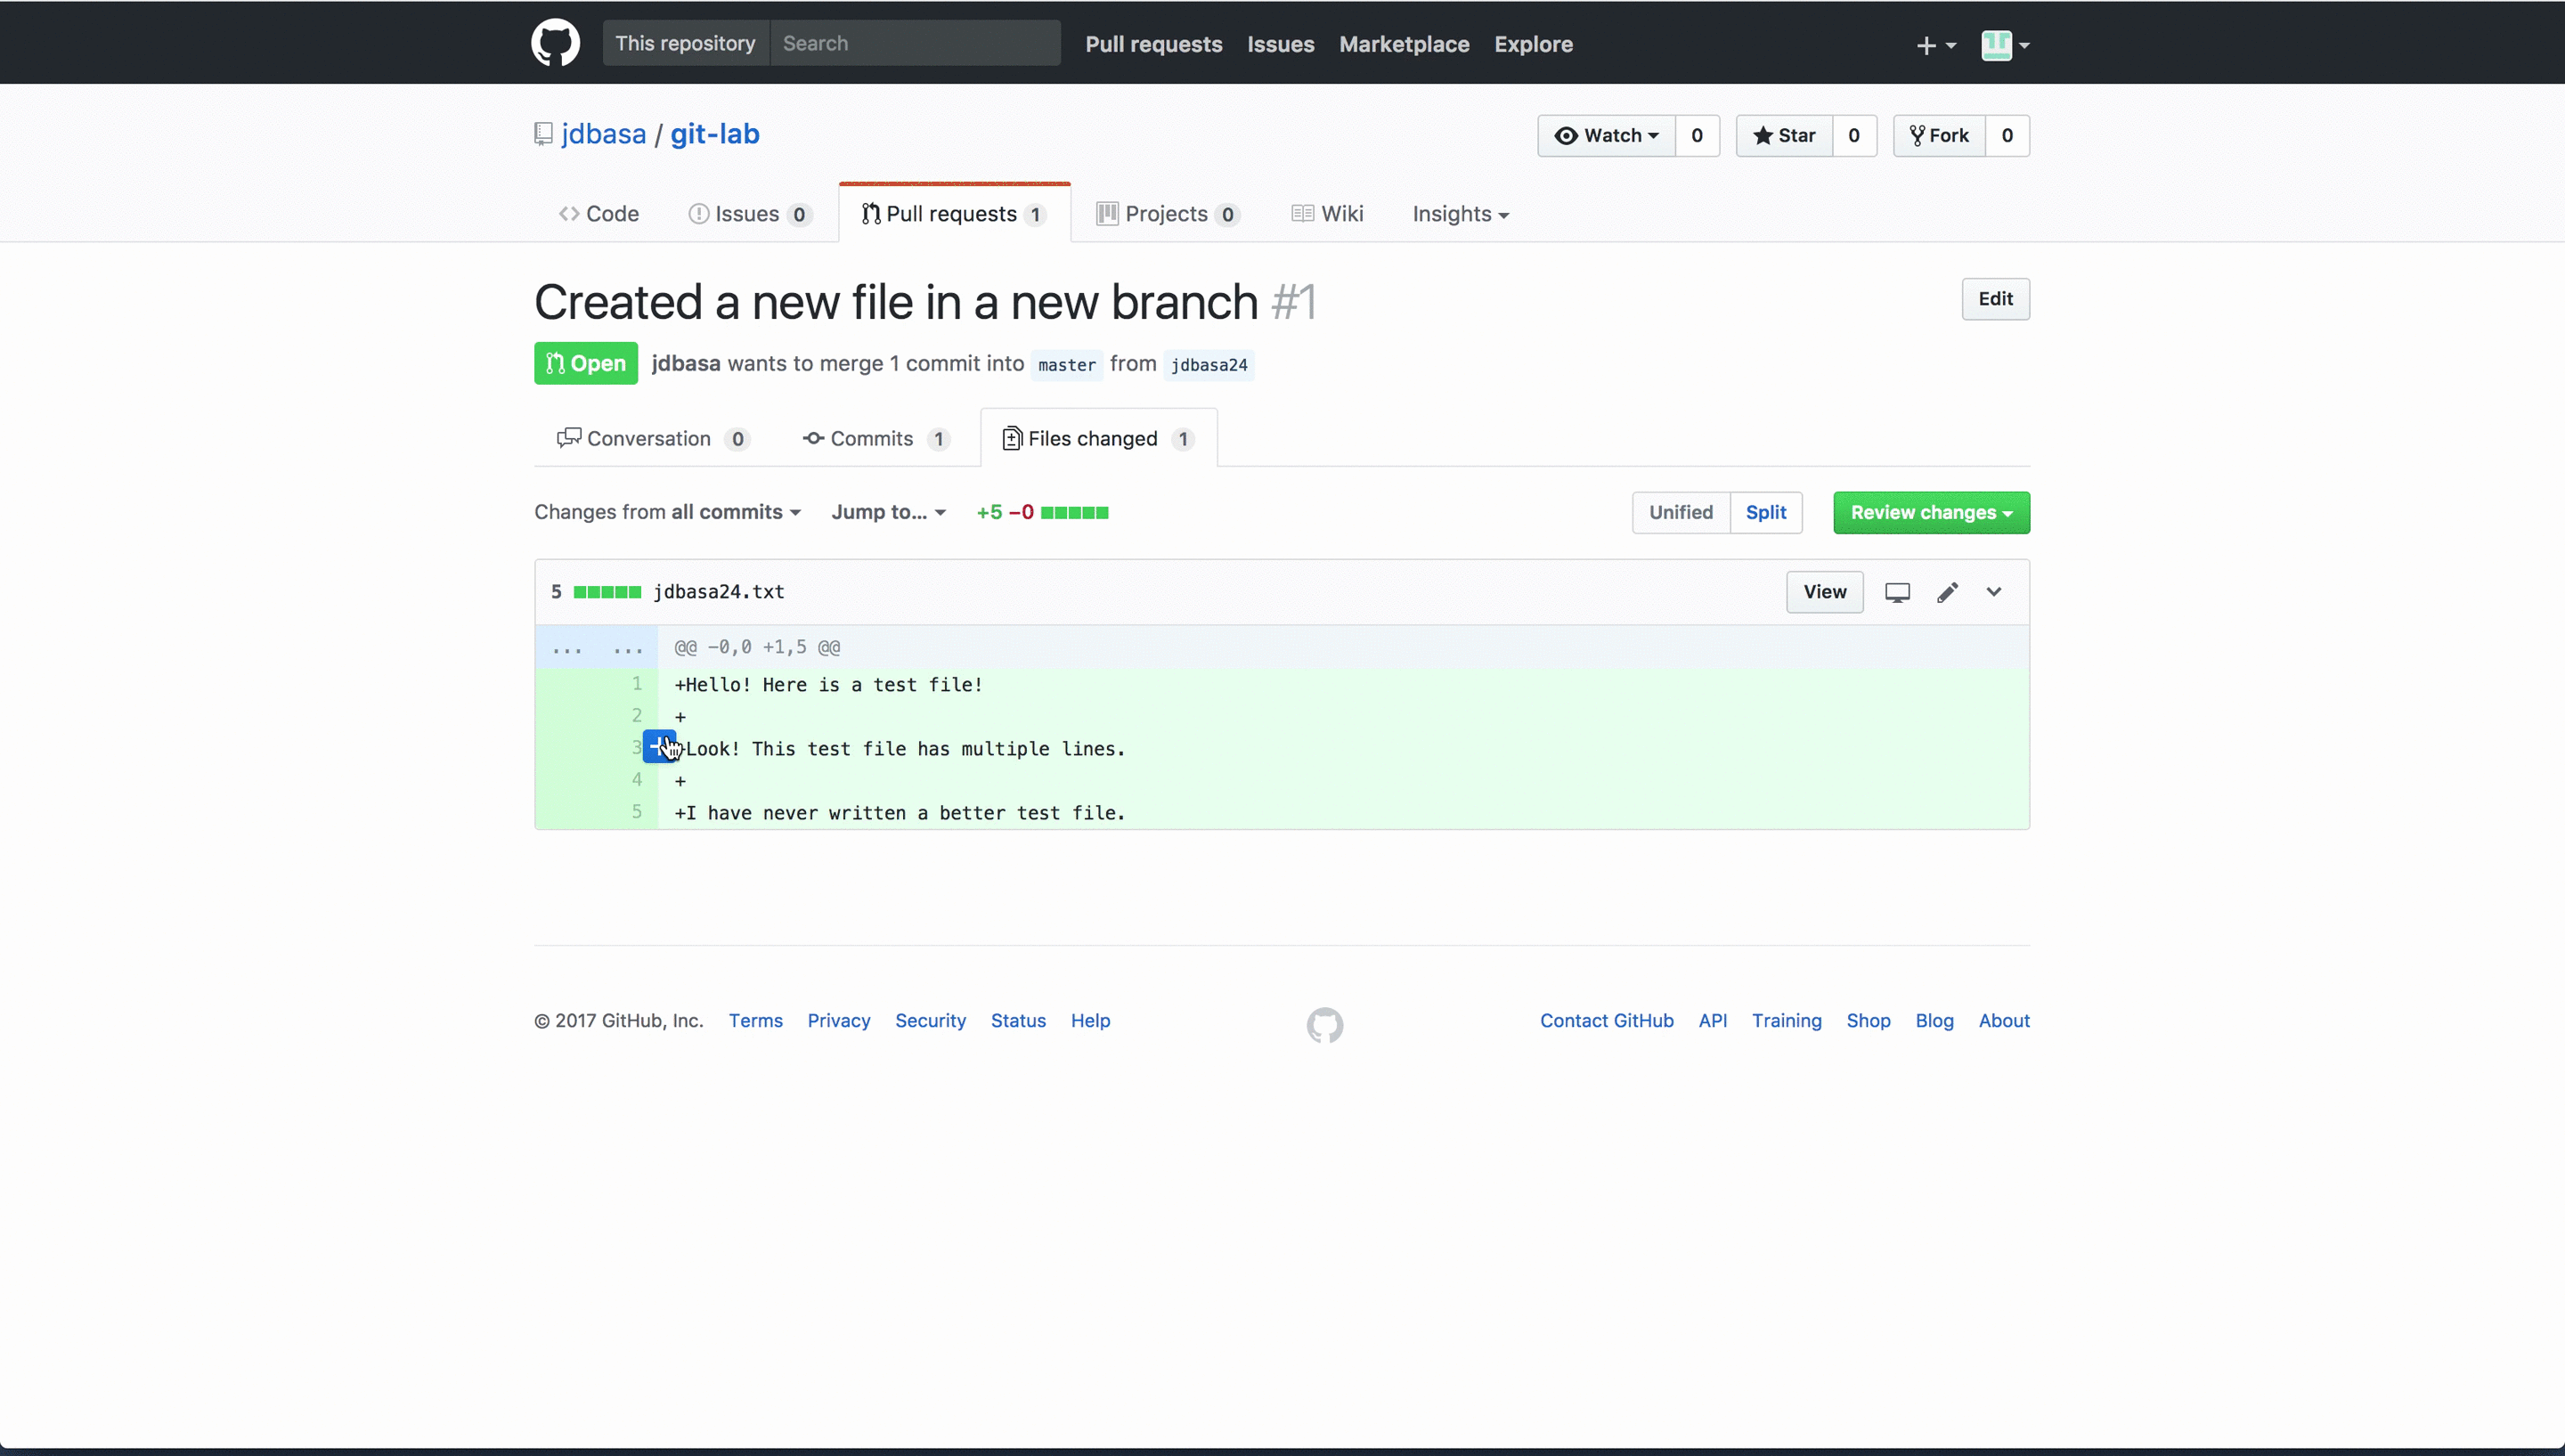 This repository Search Pull requests Issues Marketplace Explore
jdbasa / git-lab Watch 0 Star 0 Fork 0
Code Issues 0 Pull requests 1 Projects 0 Wiki Insights
Created a new file in a new branch #1 Edit
Open jdbasa wants to merge 1 commit into master from jdbasa24
Conversation 0 Commits 1 Files changed 1
Changes from all commits Jump to... +5 −0 Unified Split Review changes
5 jdbasa24.txt View
... ... @@ -0,0 +1,5 @@
1 +Hello! Here is a test file!
2 +
3 +Look! This test file has multiple lines.
4 +
5 +I have never written a better test file.
© 2017 GitHub, Inc. Terms Privacy Security Status Help Contact GitHub API Training Shop Blog About